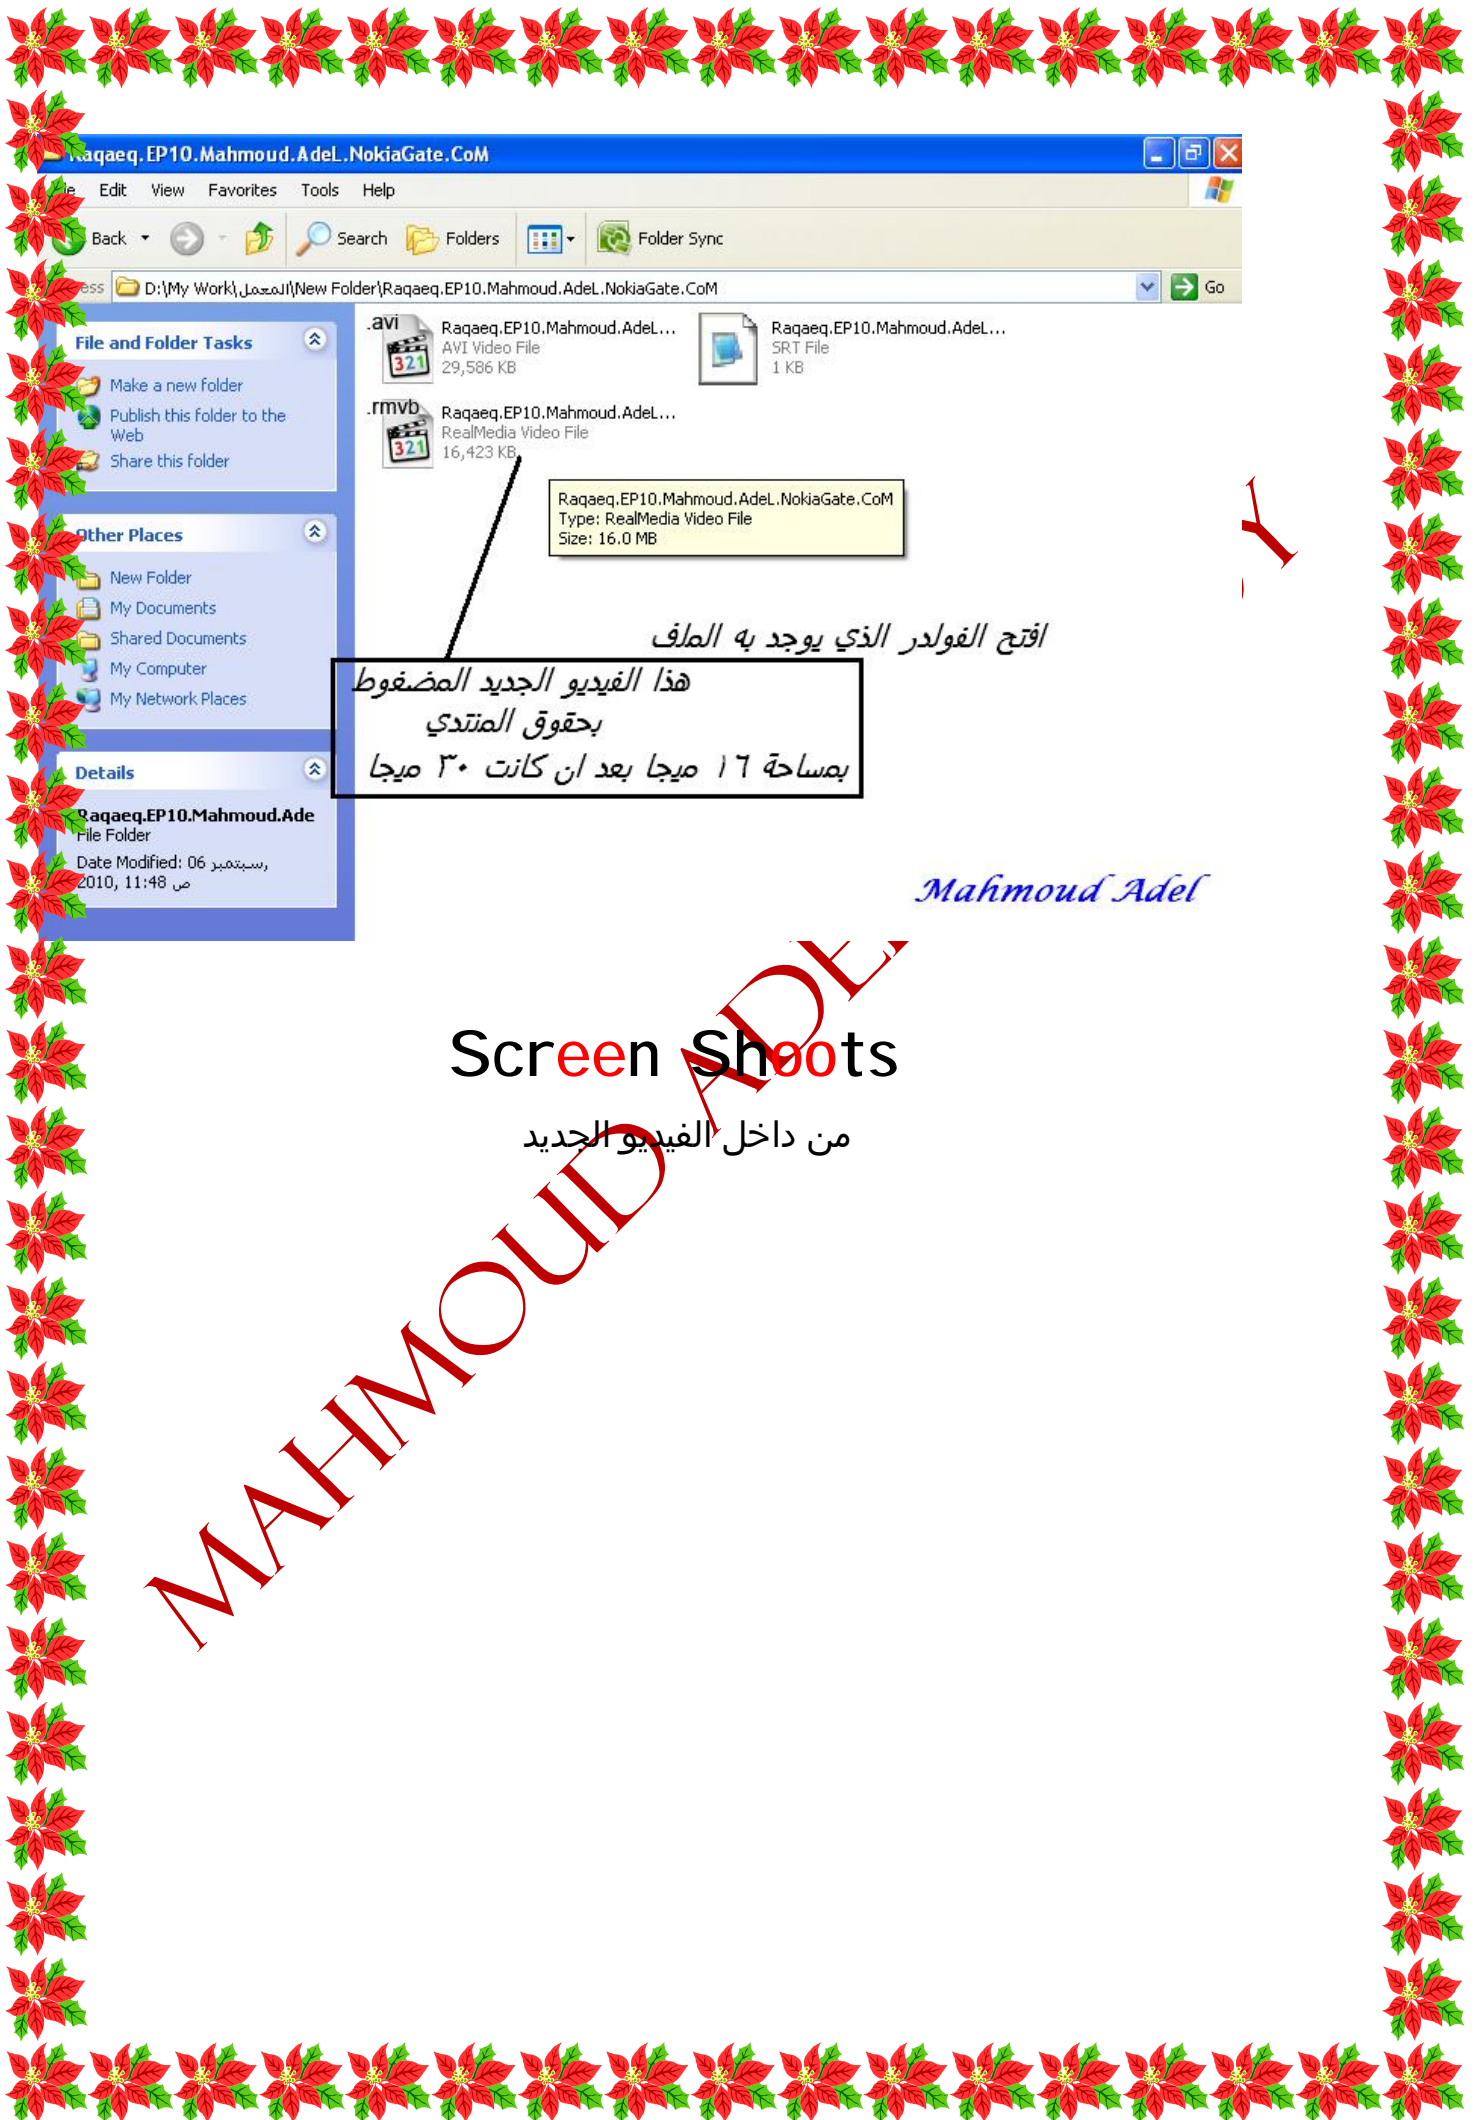 Raqaeq.EP10.Mahmoud.AdeL.NokiaGate.CoM
Edit View Favorites Tools Help
Back Search Folders Folder Sync
D:\My Work\المعمل\New Folder\Raqaeq.EP10.Mahmoud.AdeL.NokiaGate.CoM Go
File and Folder Tasks
Make a new folder
Publish this folder to the
Web
Share this folder
Other Places
New Folder
My Documents
Shared Documents
My Computer
My Network Places
Details
Raqaeq.EP10.Mahmoud.Ade
File Folder
Date Modified: 06 سبتمبر,
2010, 11:48 ص
.avi
Raqaeq.EP10.Mahmoud.AdeL...
AVI Video File
29,586 KB
321
Raqaeq.EP10.Mahmoud.AdeL...
SRT File
1 KB
.rmvb
Raqaeq.EP10.Mahmoud.AdeL...
RealMedia Video File
16,423 KB
321
Raqaeq.EP10.Mahmoud.AdeL.NokiaGate.CoM
Type: RealMedia Video File
Size: 16.0 MB
افتح الفولدر الذي يوجد به الملف
هذا الفيديو الجديد المضغوط
بحقوق المنتدي
بمساحة ١٦ ميجا بعد ان كانت ٣٠ ميجا
Mahmoud Adel
Screen Shoots
من داخل الفيديو الجديد
MAHMOUD ADEL